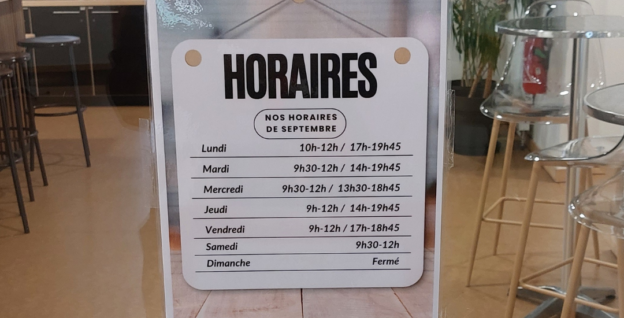 HORAIRES
NOS HORAIRES
DE SEPTEMBRE
Lundi 10h-12h / 17h-19h45
Mardi 9h30-12h / 14h-19h45
Mercredi 9h30-12h / 13h30-18h45
Jeudi 9h-12h / 14h-19h45
Vendredi 9h-12h / 17h-18h45
Samedi 9h30-12h
Dimanche Fermé